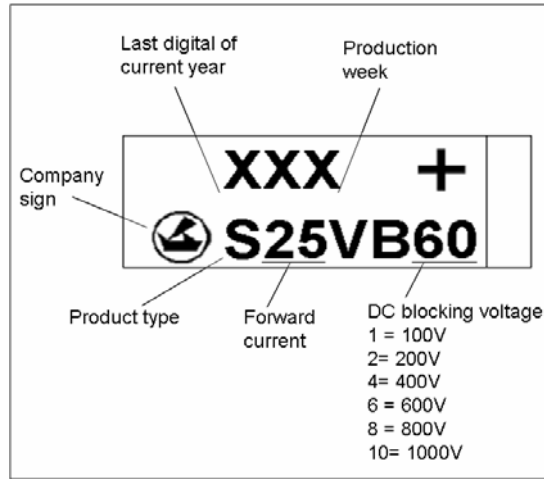 Last digital of
current year
Production
week
XXX +
Company
sign
S25VB60
Product type
Forward
current
DC blocking voltage
1 = 100V
2= 200V
4= 400V
6 = 600V
8 = 800V
10= 1000V